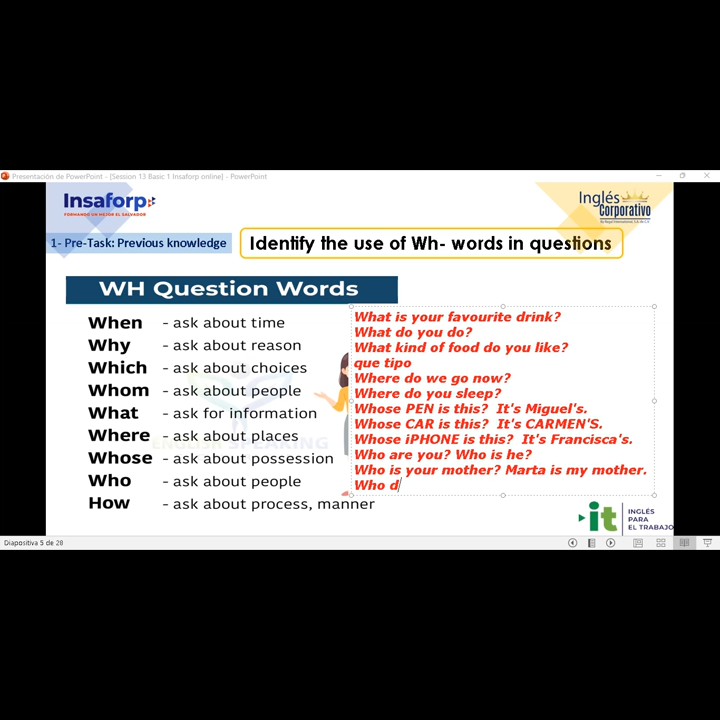 Presentación de PowerPoint - [Session 13 Basic 1 Insaforp online] - PowerPoint
Insaforp
FORMANDO UN MEJOR EL SALVADOR
Inglés
Corporativo
1- Pre-Task: Previous knowledge
Identify the use of Wh- words in questions
WH Question Words
When - ask about time
Why - ask about reason
Which - ask about choices
Whom - ask about people
What - ask for information
Where - ask about places
Whose - ask about possession
Who - ask about people
How - ask about process, manner
ENGLISH SPEAKING
What is your favourite drink?
What do you do?
What kind of food do you like?
que tipo
Where do we go now?
Where do you sleep?
Whose PEN is this? It's Miguel's.
Whose CAR is this? It's CARMEN'S.
Whose iPHONE is this? It's Francisca's.
Who are you? Who is he?
Who is your mother? Marta is my mother.
Who d
it
INGLÉS
PARA
EL TRABAJO
Diapositiva 5 de 28